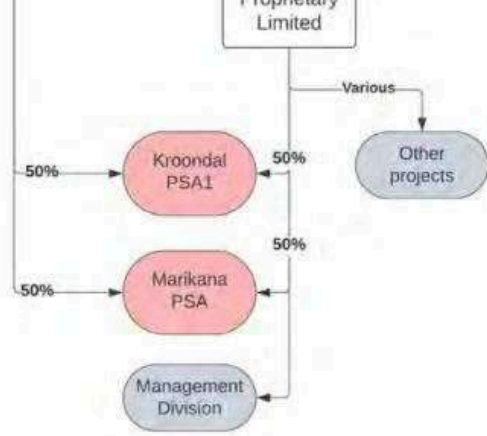 Proprietary
Limited
Various
50%
Kroondal
PSA1
50%
Other
projects
50%
50%
Marikana
PSA
Management
Division